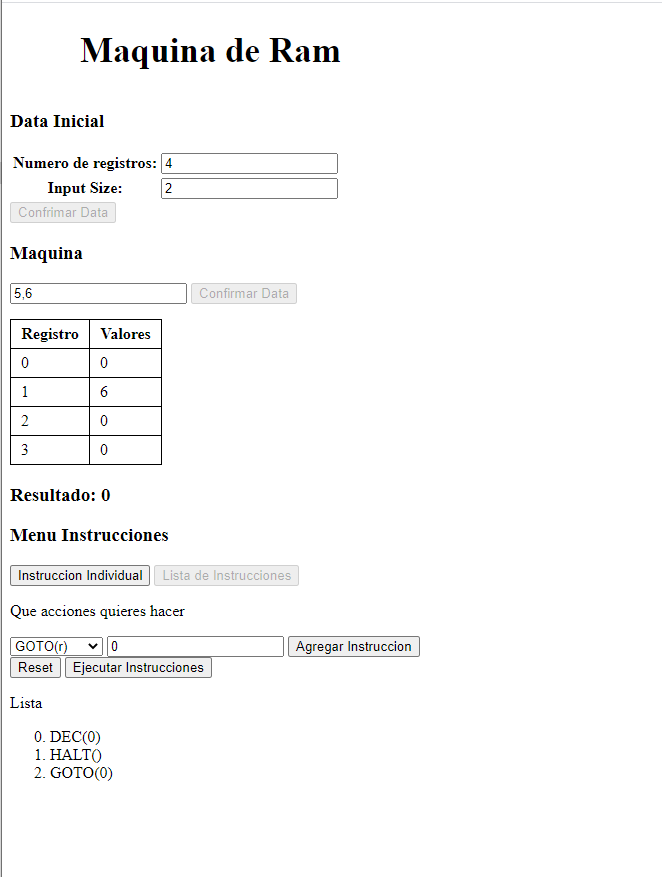 Maquina de Ram
Data Inicial
Numero de registros: 4
Input Size: 2
Confrimar Data
Maquina
5,6 Confirmar Data
Registro Valores
0 0
1 6
2 0
3 0
Resultado: 0
Menu Instrucciones
Instruccion Individual Lista de Instrucciones
Que acciones quieres hacer
GOTO(r) 0 Agregar Instruccion
Reset Ejecutar Instrucciones
Lista
0. DEC(0)
1. HALT()
2. GOTO(0)